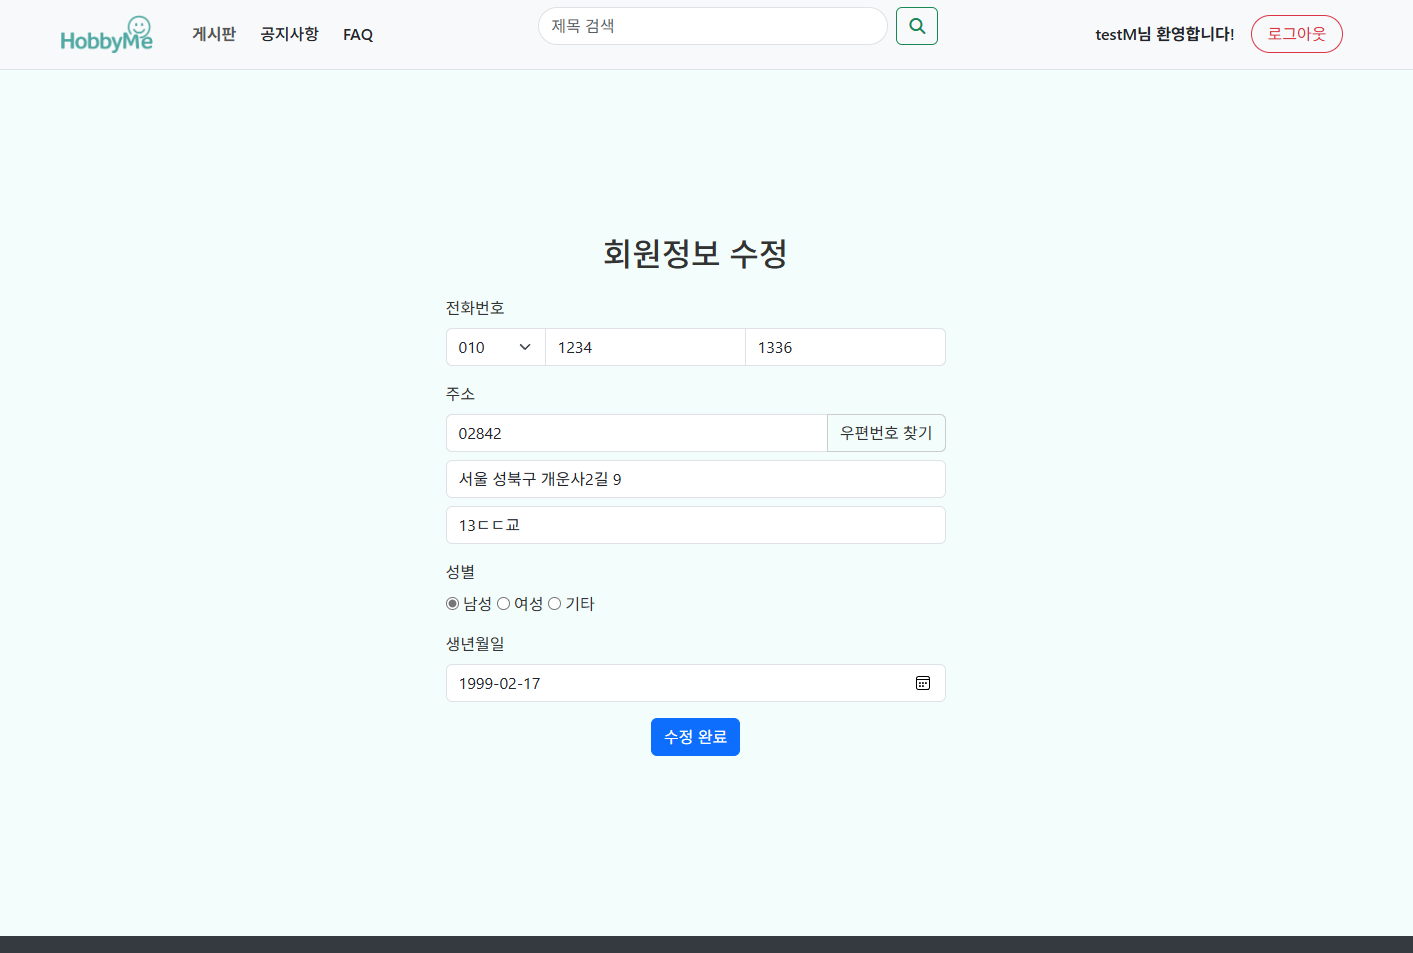 HobbyMe 게시판 공지사항 FAQ 제목 검색 testM님 환영합니다! 로그아웃
회원정보 수정
전화번호
010 1234 1336
주소
02842 우편번호 찾기
서울 성북구 개운사2길 9
13ㄷㄷ교
성별
남성 여성 기타
생년월일
1999-02-17
수정 완료